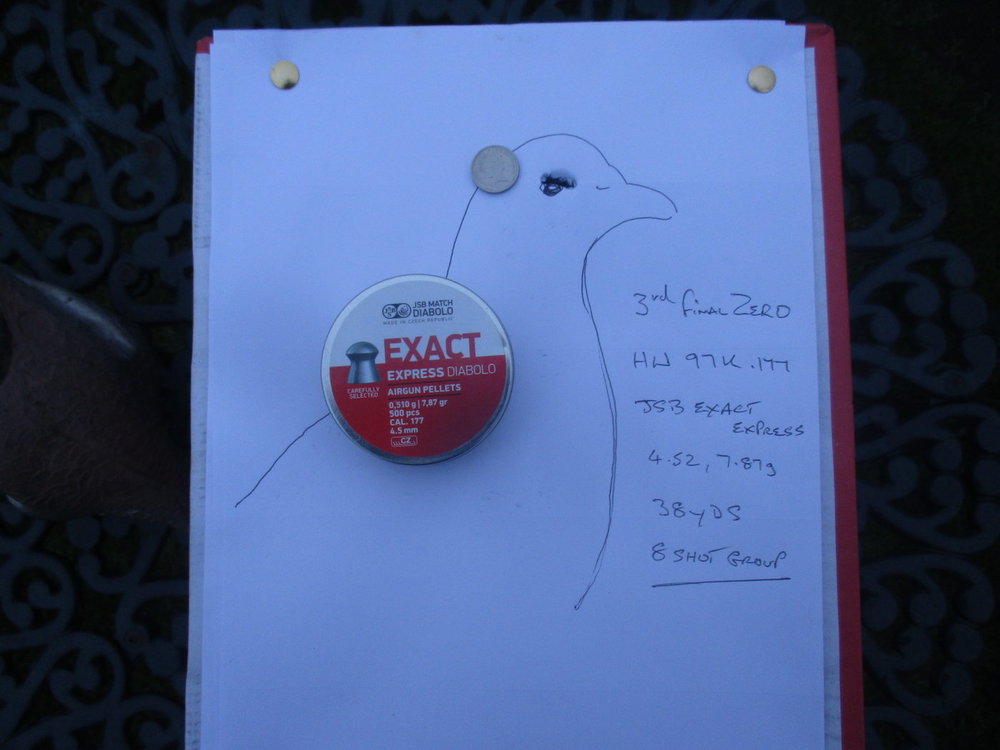 JSB MATCH
DIABOLO
MADE IN CZECH REPUBLIC
EXACT
EXPRESS DIABOLO
AIRGUN PELLETS
CAREFULLY
SELECTED
0,510 g | 7,87 gr
500 pcs
CAL. 177
4.5 mm
CZ
3rd final ZERO
HW 97K .177
JSB EXACT
EXPRESS
4.52, 7.87g
38yDS
8 SHOT GROUP